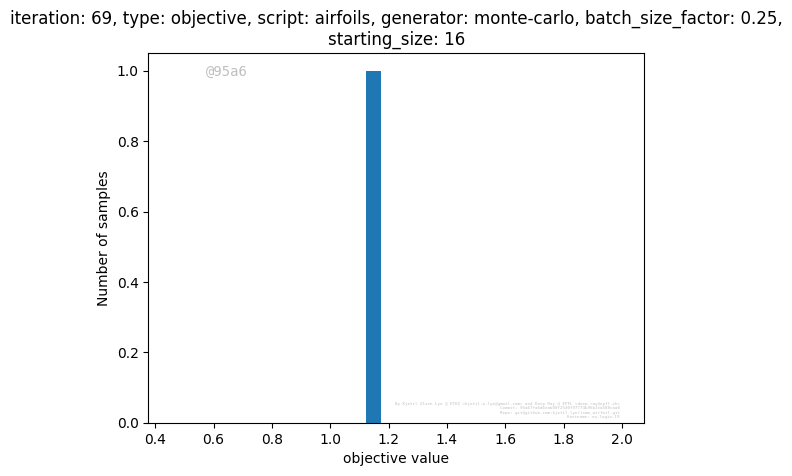 iteration: 69, type: objective, script: airfoils, generator: monte-carlo, batch_size_factor: 0.25,
starting_size: 16
@95a6
1.0
0.8
0.6
0.4
0.2
0.0
Number of samples
0.4 0.6 0.8 1.0 1.2 1.4 1.6 1.8 2.0
objective value